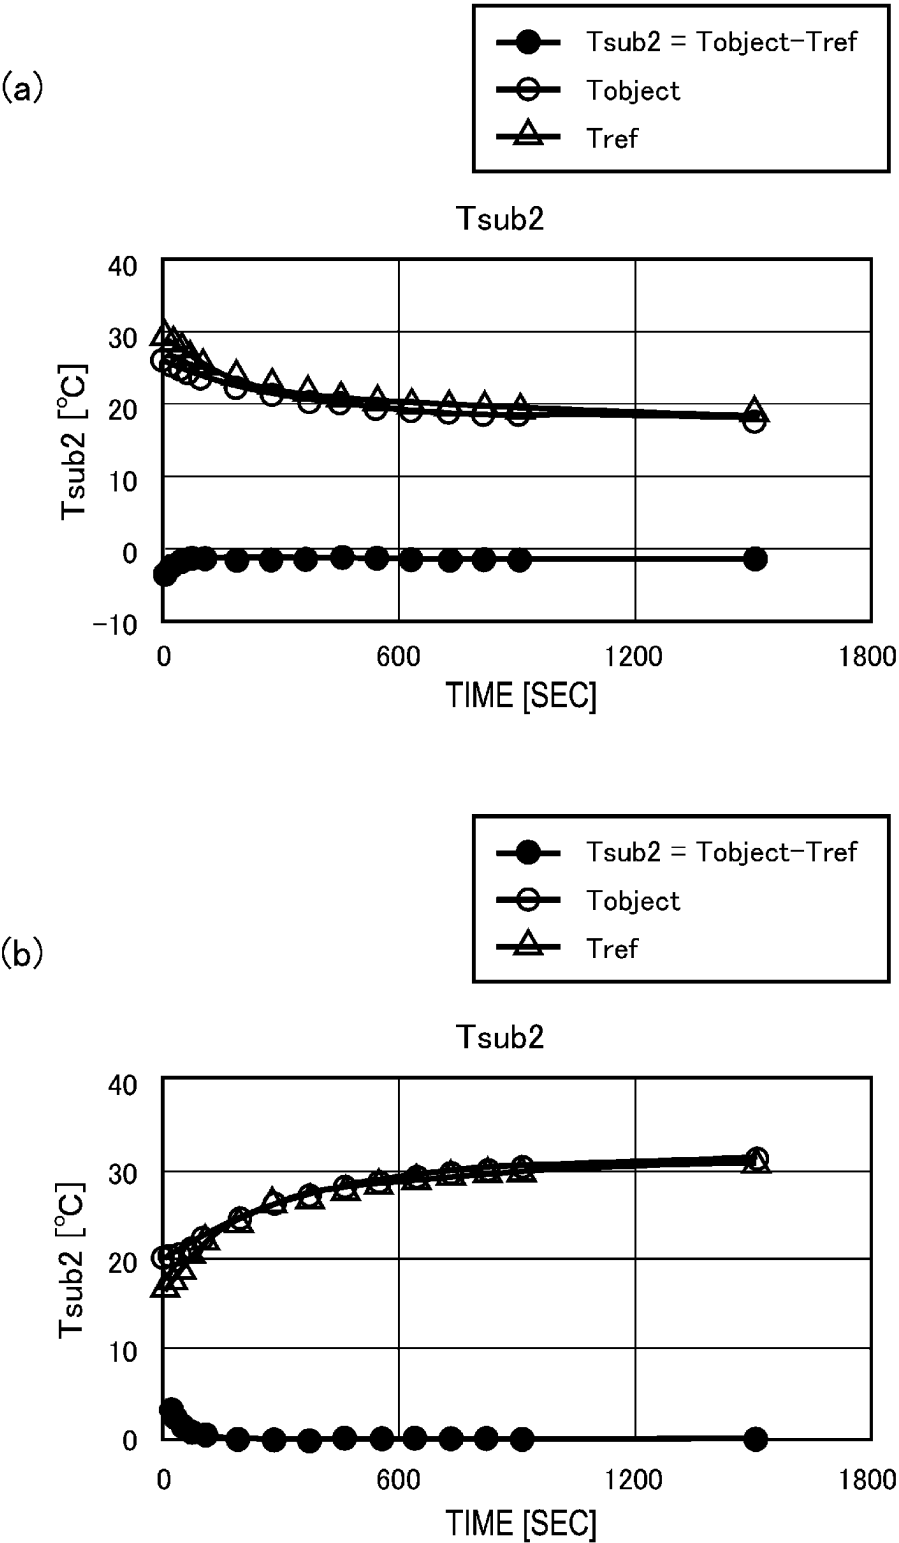 (a)
Tsub2 = Tobject-Tref
Tobject
Tref
Tsub2
40
30
20
10
0
-10
Tsub2 [℃]
0 600 1200 1800
TIME [SEC]
(b)
Tsub2 = Tobject-Tref
Tobject
Tref
Tsub2
40
30
20
10
0
Tsub2 [℃]
0 600 1200 1800
TIME [SEC]